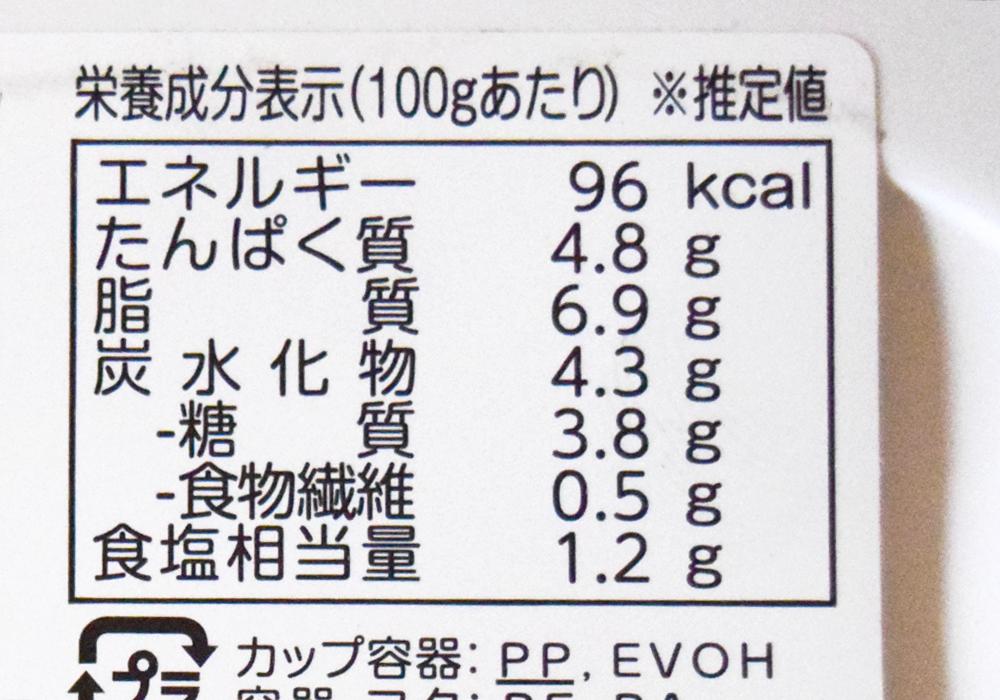 栄養成分表示(100gあたり) ※推定値
エネルギー 96 kcal
たんぱく質 4.8 g
脂質 6.9 g
炭水化物 4.3 g
-糖質 3.8 g
-食物繊維 0.5 g
食塩相当量 1.2 g
プラ
カップ容器: PP, EVOH